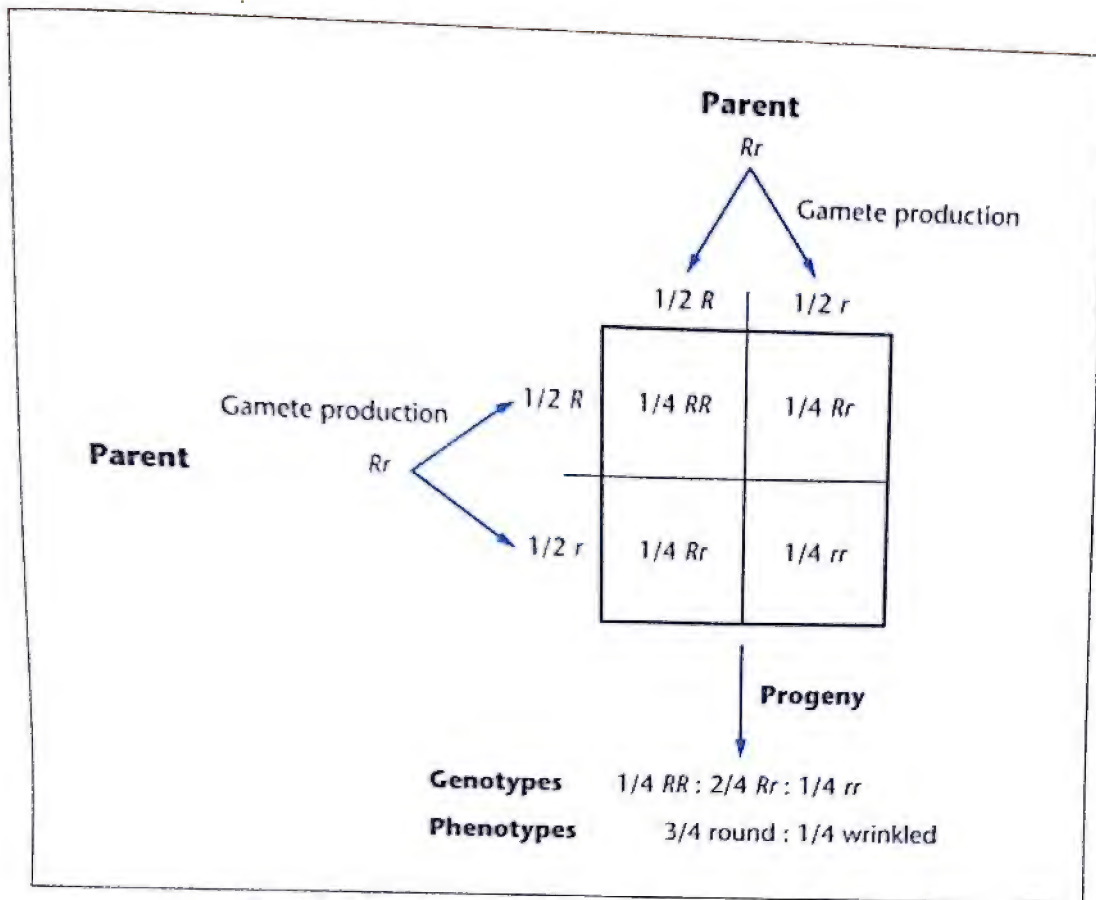 Parent
Rr
Gamete production
1/2 R 1/2 r
Gamete production 1/2 R 1/4 RR 1/4 Rr
Parent Rr
1/2 r 1/4 Rr 1/4 rr
Progeny
Genotypes 1/4 RR : 2/4 Rr : 1/4 rr
Phenotypes 3/4 round : 1/4 wrinkled